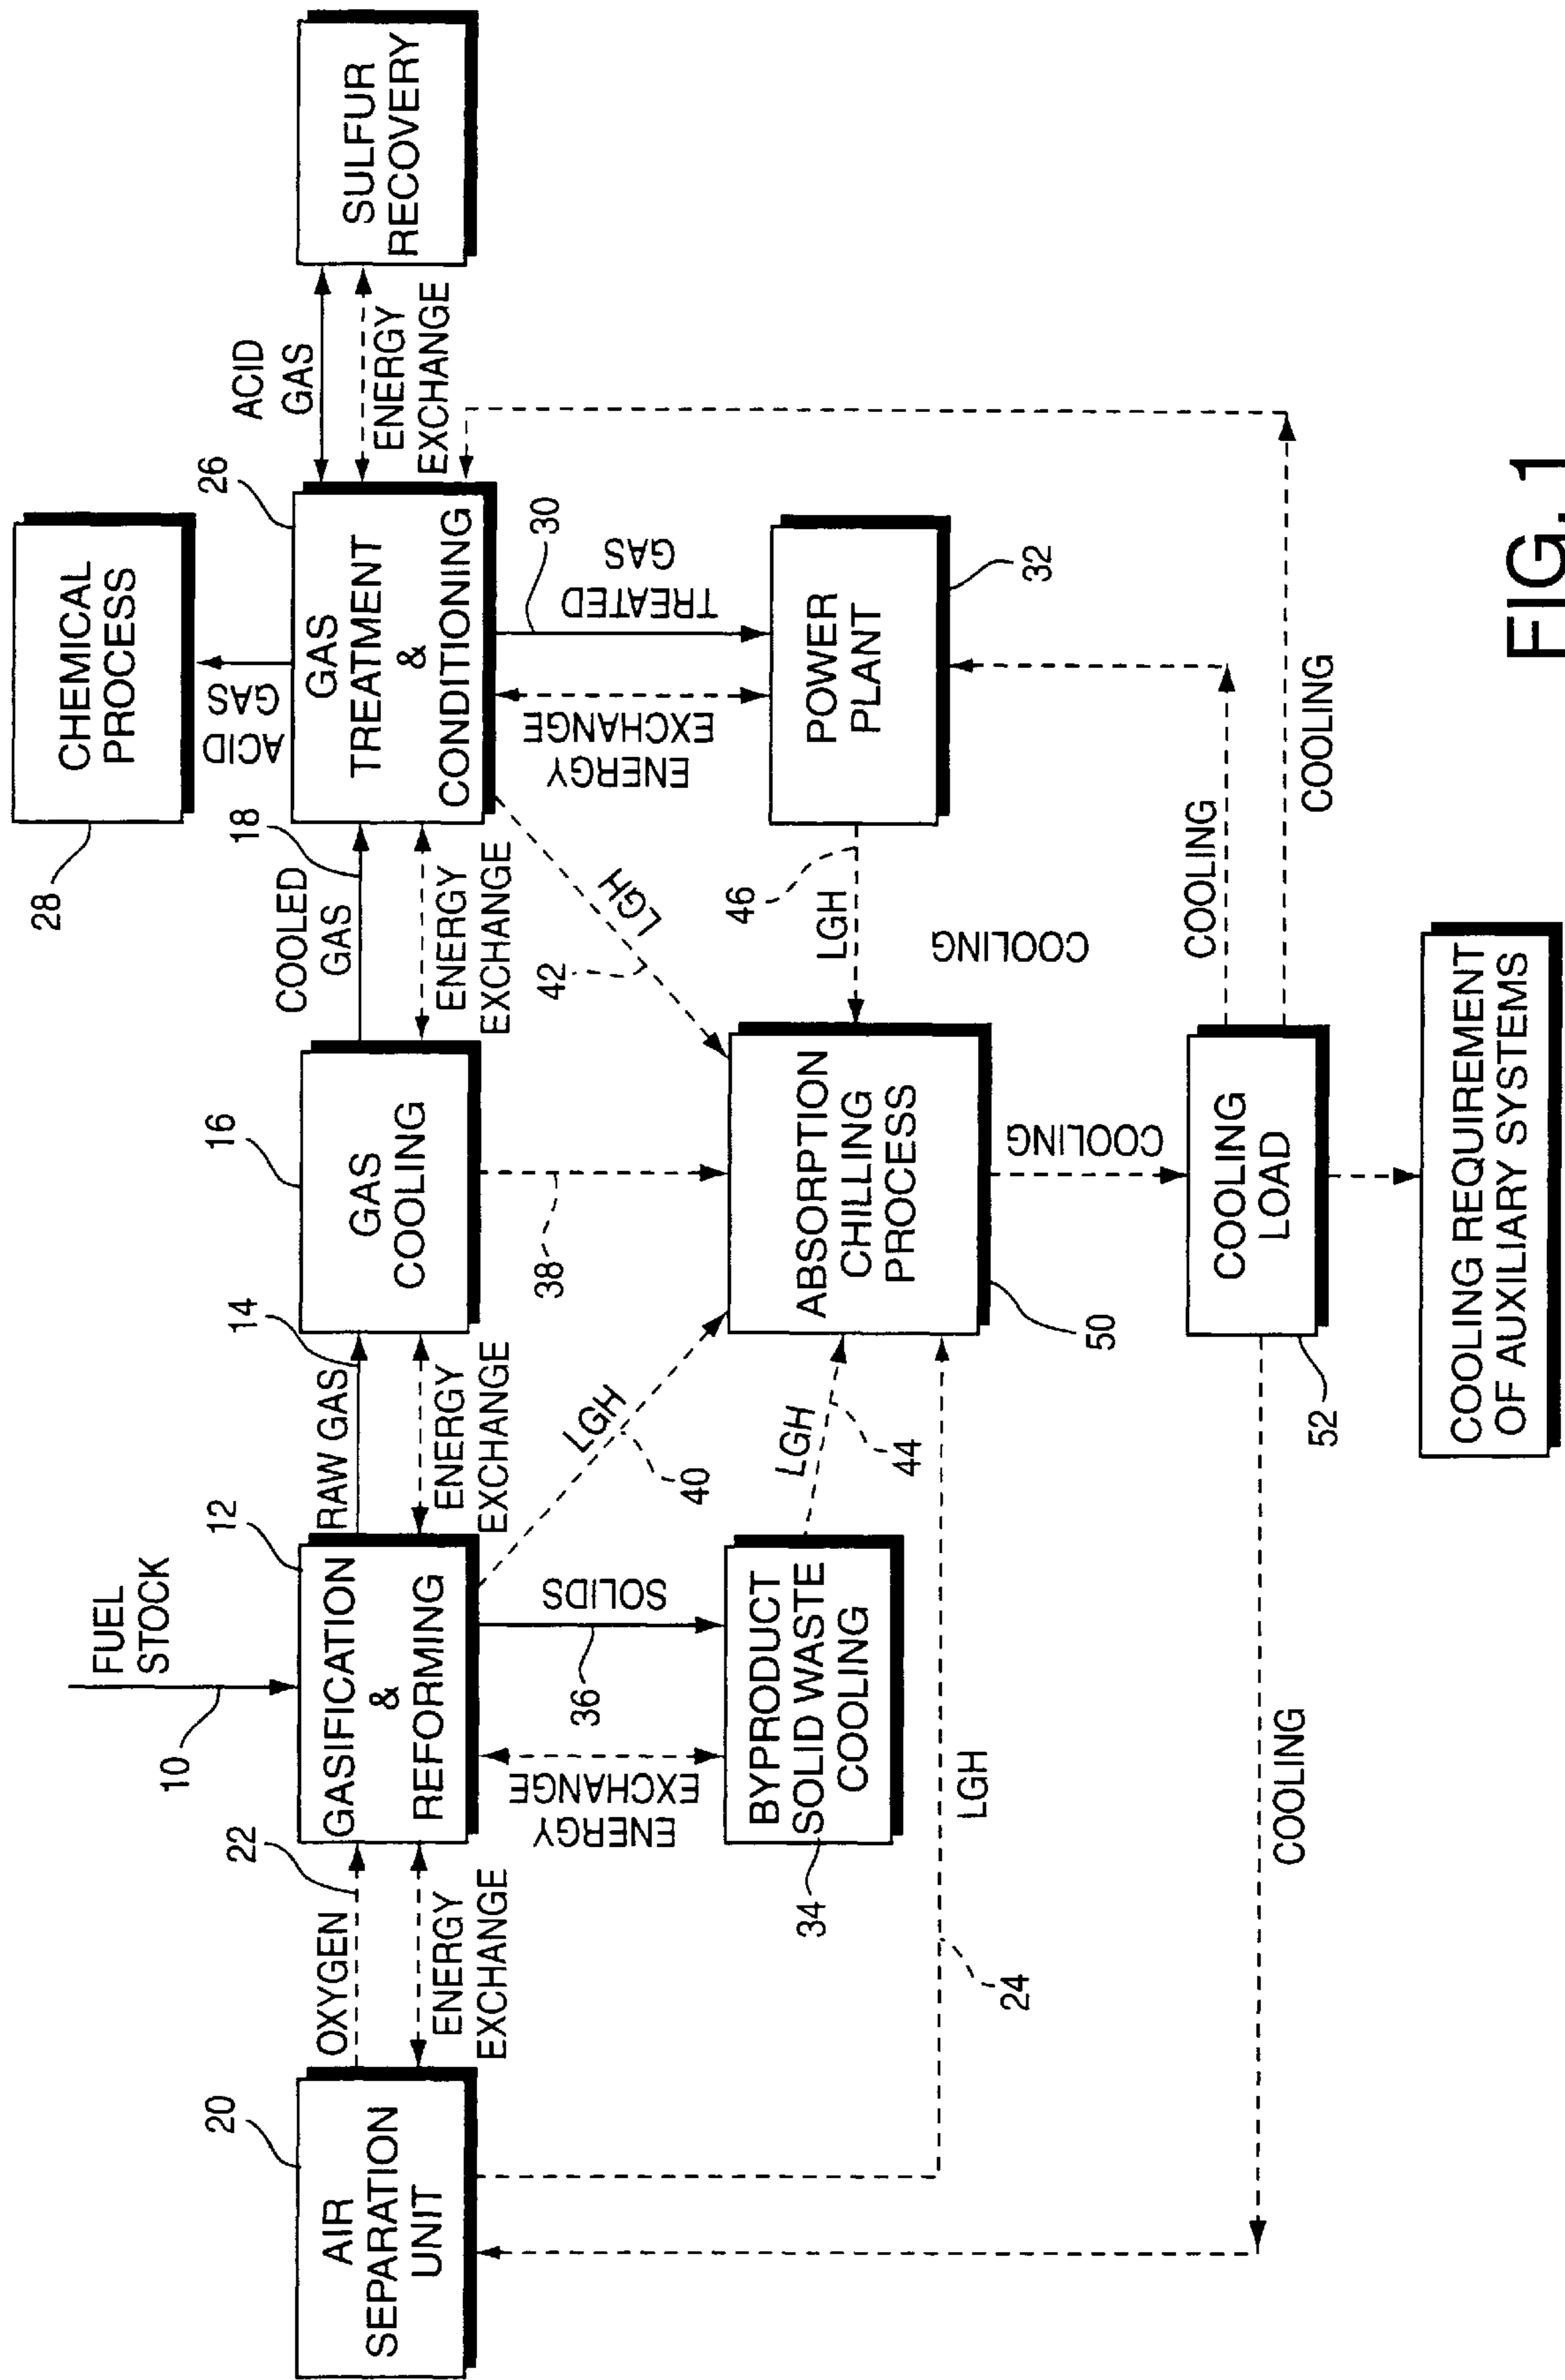 FUEL
STOCK
10
28
CHEMICAL
PROCESS
ACID
GAS
20
AIR
SEPARATION
UNIT
OXYGEN
22
ENERGY
EXCHANGE
12
GASIFICATION
&
REFORMING
RAW GAS
14
ENERGY
EXCHANGE
16
GAS
COOLING
COOLED
GAS
18
ENERGY
EXCHANGE
26
GAS
TREATMENT
&
CONDITIONING
ACID
GAS
ENERGY
EXCHANGE
SULFUR
RECOVERY
ENERGY
EXCHANGE
SOLIDS
36
LGH
40
38
LGH
42
ENERGY
EXCHANGE
TREATED
GAS
30
34
BYPRODUCT
SOLID WASTE
COOLING
LGH
44
ABSORPTION
CHILLING
PROCESS
50
LGH
46
POWER
PLANT
32
LGH
24
COOLING
COOLING
COOLING
LOAD
52
COOLING
COOLING
COOLING
COOLING REQUIREMENT
OF AUXILIARY SYSTEMS
FIG. 1